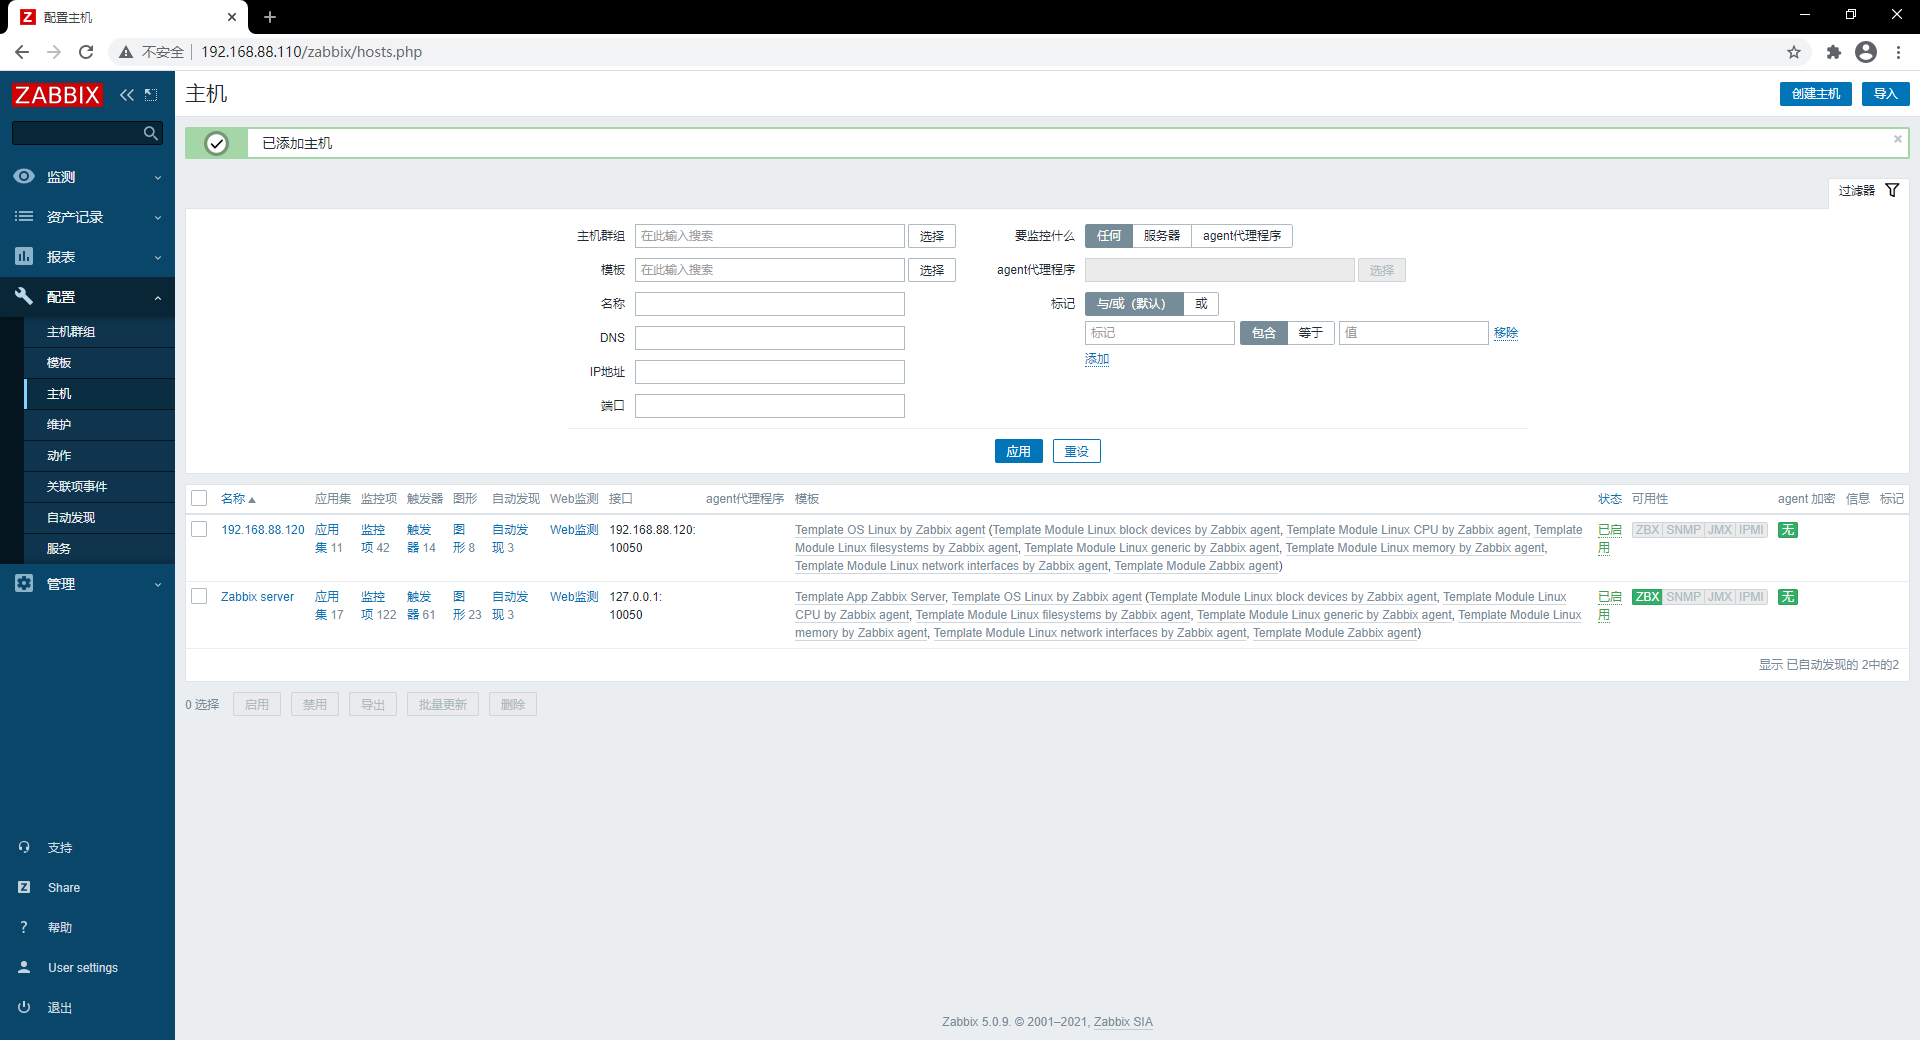 配置主机
不安全 192.168.88.110/zabbix/hosts.php
ZABBIX
主机
创建主机 导入
已添加主机
监测
资产记录
报表
配置
主机群组
模板
主机
维护
动作
关联项事件
自动发现
服务
管理
支持
Share
帮助
User settings
退出
过滤器
主机群组 在此输入搜索 选择 要监控什么 任何 服务器 agent代理程序
模板 在此输入搜索 选择 agent代理程序 选择
名称 标记 与/或（默认） 或
标记 包含 等于 值 移除
DNS
添加
IP地址
端口
应用 重设
名称 应用集 监控项 触发器 图形 自动发现 Web监测 接口 agent代理程序 模板 状态 可用性 agent 加密 信息 标记
192.168.88.120 应用 监控 触发 图 自动发 Web监测 192.168.88.120: Template OS Linux by Zabbix agent (Template Module Linux block devices by Zabbix agent, Template Module Linux CPU by Zabbix agent, Template 已启 ZBX SNMP JMX IPMI 无
集 11 项 42 器 14 形 8 现 3 10050 Module Linux filesystems by Zabbix agent, Template Module Linux generic by Zabbix agent, Template Module Linux memory by Zabbix agent, 用
Template Module Linux network interfaces by Zabbix agent, Template Module Zabbix agent)
Zabbix server 应用 监控 触发 图 自动发 Web监测 127.0.0.1: Template App Zabbix Server, Template OS Linux by Zabbix agent (Template Module Linux block devices by Zabbix agent, Template Module Linux 已启 ZBX SNMP JMX IPMI 无
集 17 项 122 器 61 形 23 现 3 10050 CPU by Zabbix agent, Template Module Linux filesystems by Zabbix agent, Template Module Linux generic by Zabbix agent, Template Module Linux 用
memory by Zabbix agent, Template Module Linux network interfaces by Zabbix agent, Template Module Zabbix agent)
显示 已自动发现的 2中的2
0 选择 启用 禁用 导出 批量更新 删除
Zabbix 5.0.9. © 2001–2021, Zabbix SIA